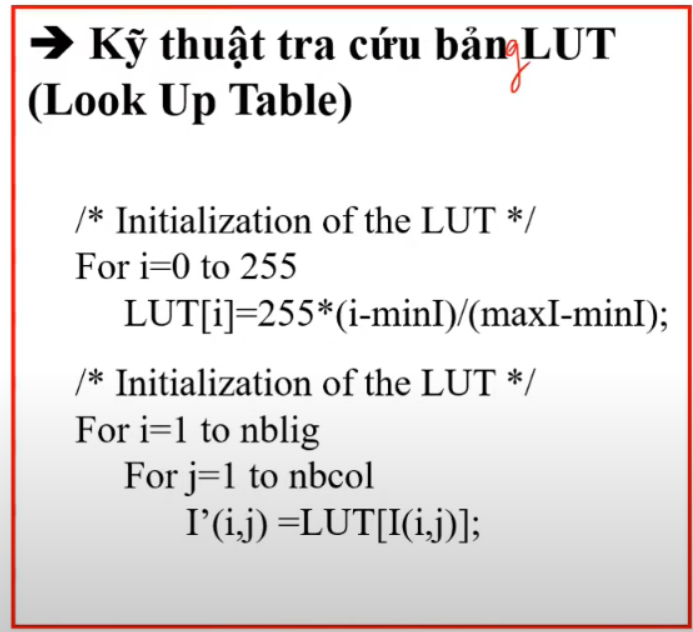 ➔ Kỹ thuật tra cứu bảng LUT
(Look Up Table)
/* Initialization of the LUT */
For i=0 to 255
LUT[i]=255*(i-minI)/(maxI-minI);
/* Initialization of the LUT */
For i=1 to nblig
For j=1 to nbcol
I’(i,j) =LUT[I(i,j)];